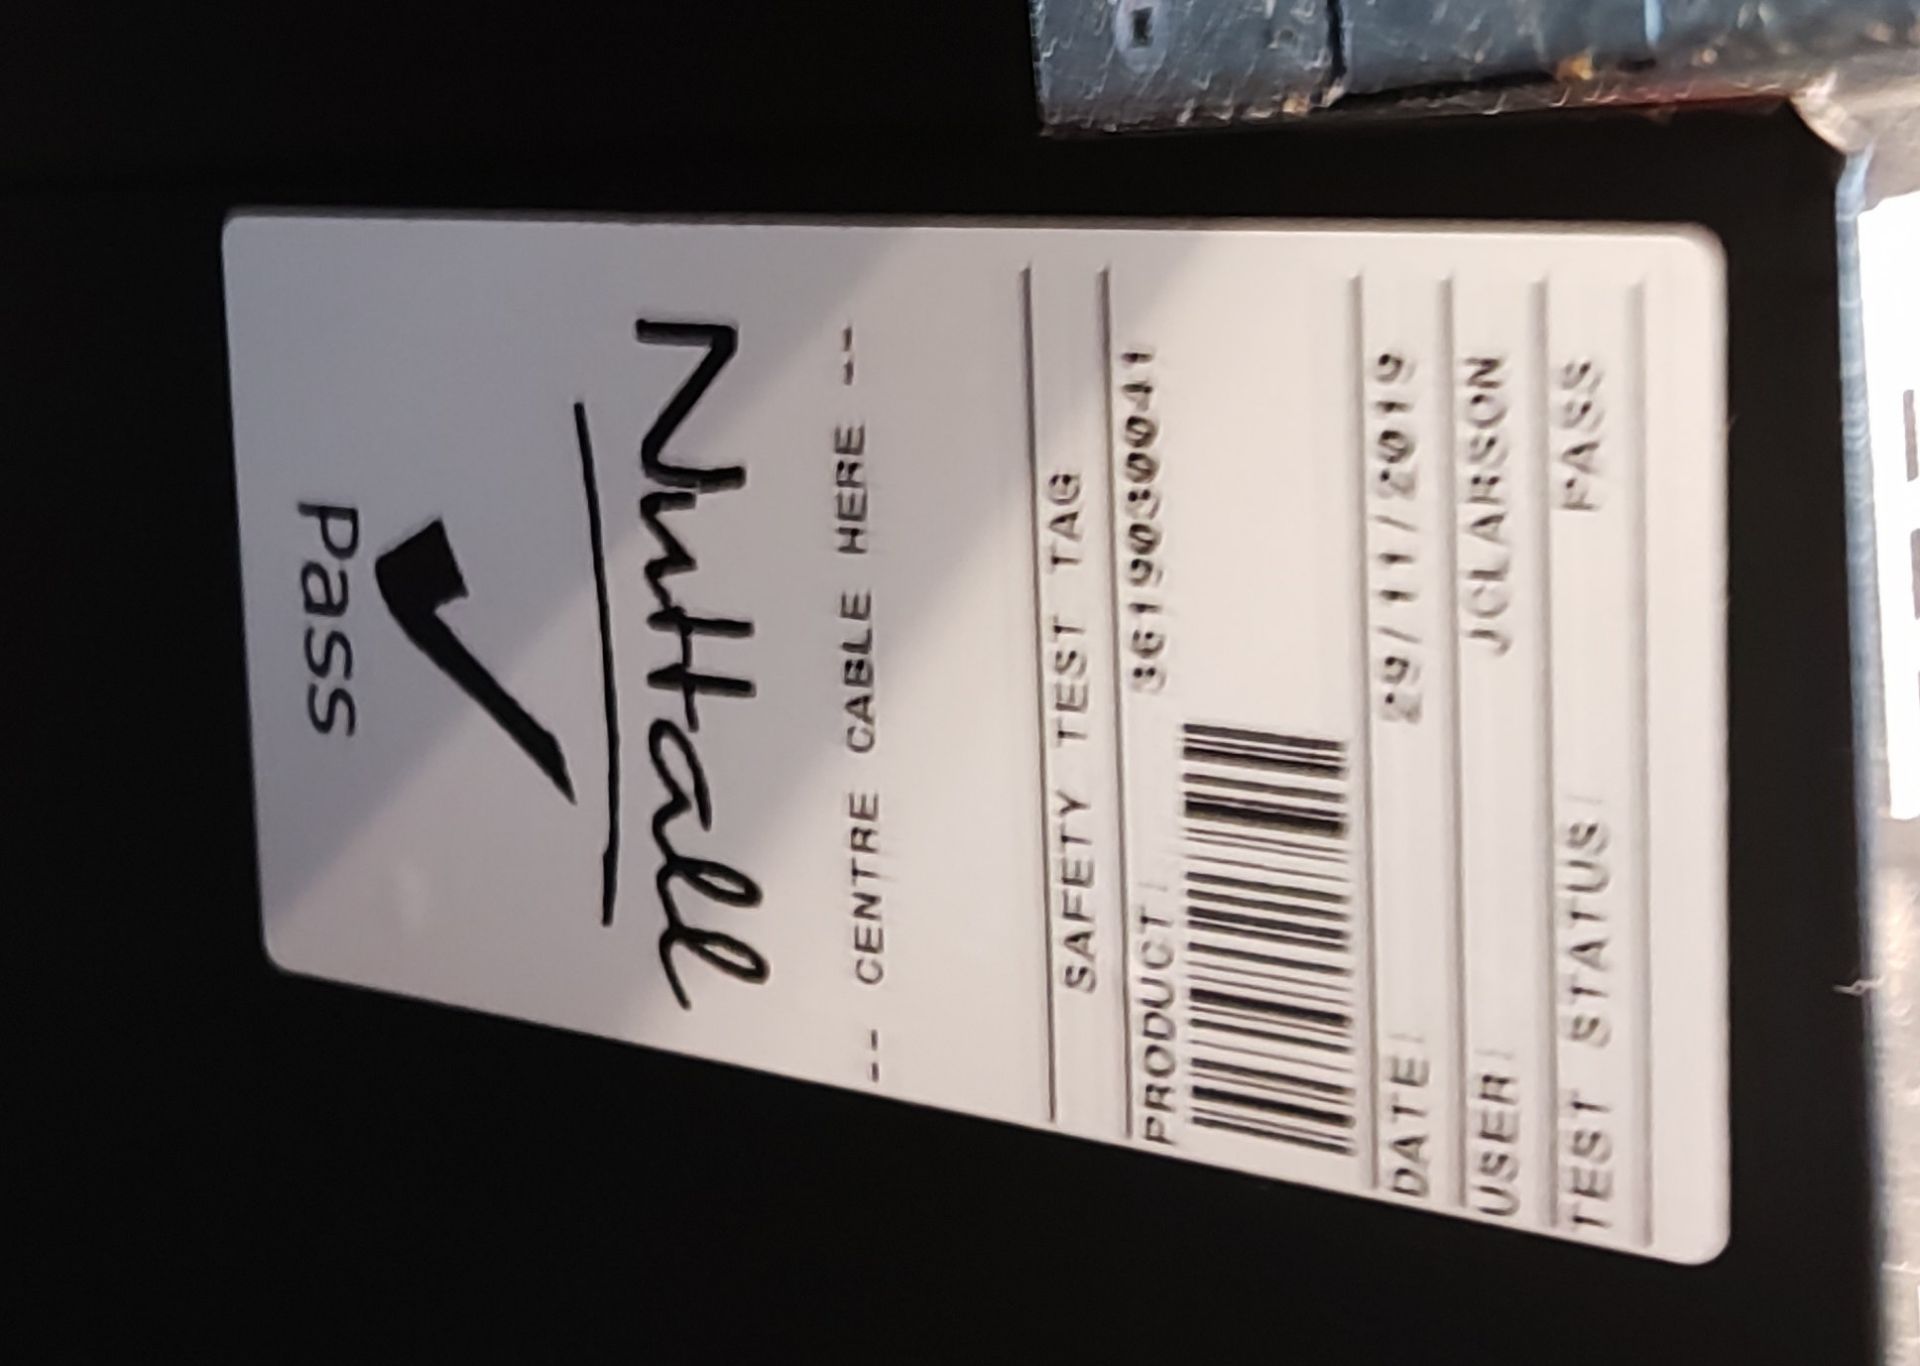 Pass
Nuttall
-- CENTRE CABLE HERE --
SAFETY TEST TAG
PRODUCT: 3619030041
DATE: 29/11/2019
USER: JCLARSON
TEST STATUS: PASS